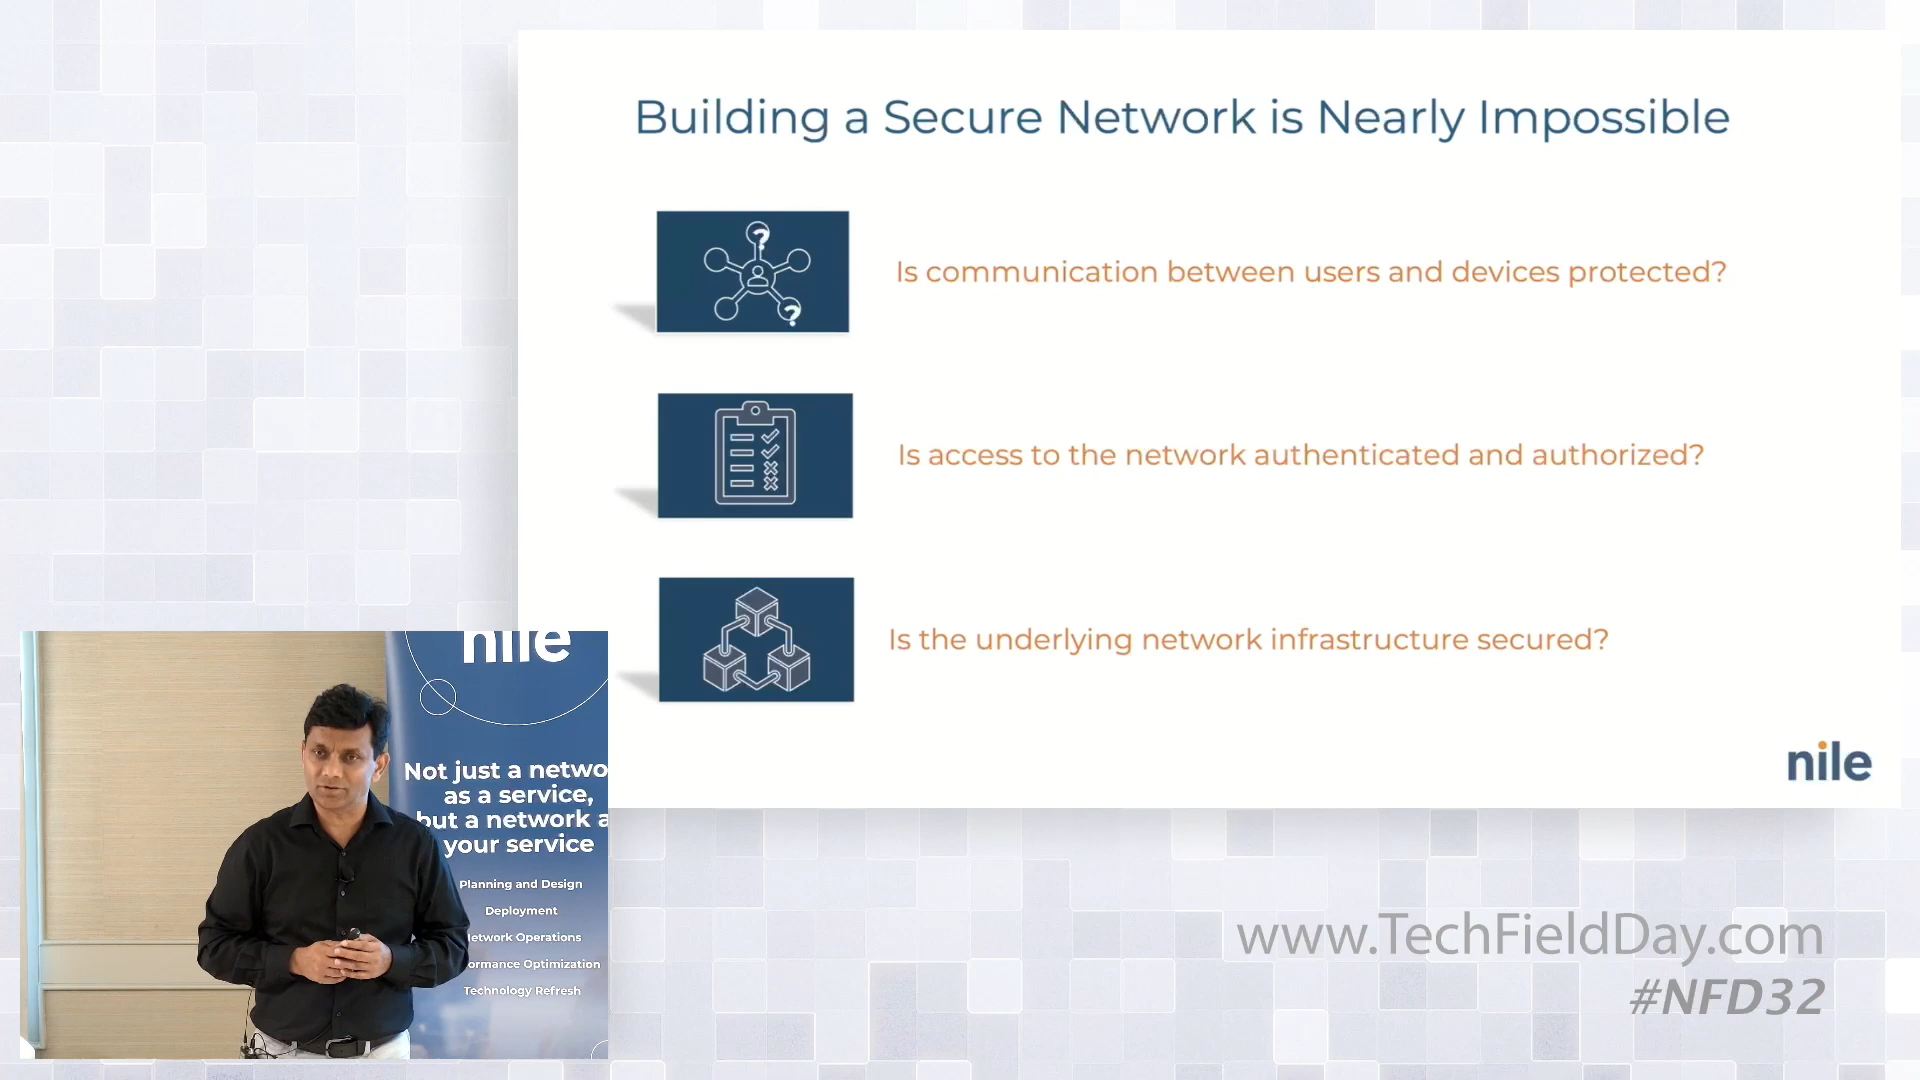 Building a Secure Network is Nearly Impossible
?
?
Is communication between users and devices protected?
Is access to the network authenticated and authorized?
Is the underlying network infrastructure secured?
nile
nile
Not just a netwo
as a service,
but a network a
your service
Planning and Design
Deployment
etwork Operations
ormance Optimization
Technology Refresh
www.TechFieldDay.com
#NFD32